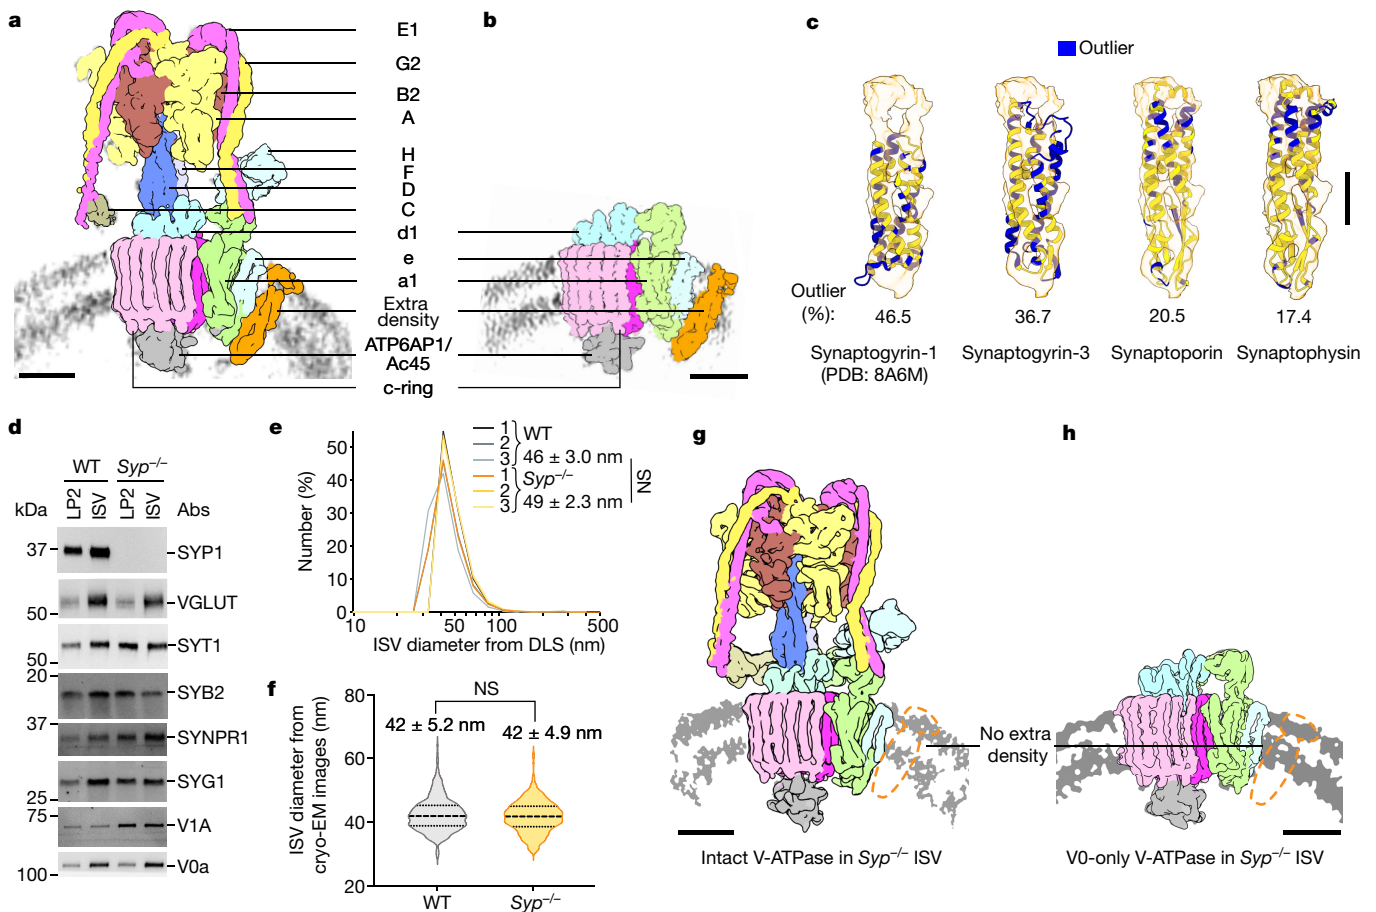 a
E1
G2
B2
A
H
F
D
C
d1
e
a1
Extra
density
ATP6AP1/
Ac45
c-ring
b
c
Outlier
Outlier
(%):
46.5
36.7
20.5
17.4
Synaptogyrin-1
(PDB: 8A6M)
Synaptogyrin-3
Synaptoporin
Synaptophysin
d
WT
Syp−/−
kDa
LP2
ISV
LP2
ISV
Abs
37
SYP1
VGLUT
50
SYT1
50
20
SYB2
37
SYNPR1
SYG1
25
75
V1A
V0a
100
e
Number (%)
50
40
30
20
10
0
10
50
100
500
ISV diameter from DLS (nm)
1
2
3
WT
46 ± 3.0 nm
1
2
3
Syp−/−
49 ± 2.3 nm
NS
f
ISV diameter from
cryo-EM images (nm)
80
60
40
20
NS
42 ± 5.2 nm
42 ± 4.9 nm
WT
Syp−/−
g
Intact V-ATPase in Syp−/− ISV
No extra
density
h
V0-only V-ATPase in Syp−/− ISV